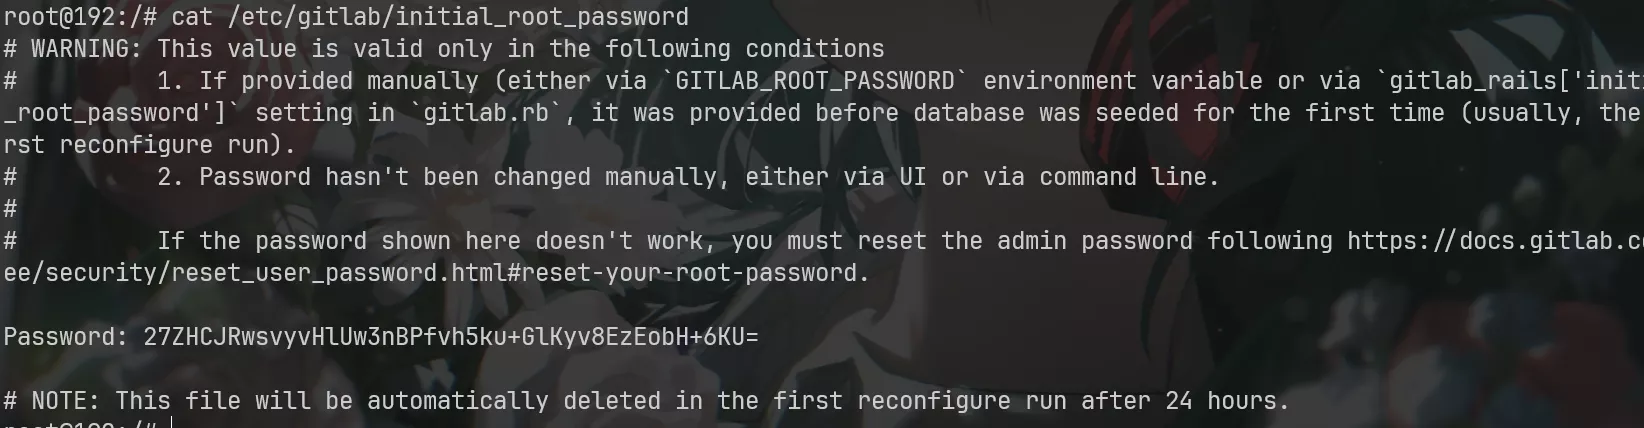 root@192:/# cat /etc/gitlab/initial_root_password
# WARNING: This value is valid only in the following conditions
#          1. If provided manually (either via `GITLAB_ROOT_PASSWORD` environment variable or via `gitlab_rails['initi
_root_password']` setting in `gitlab.rb`, it was provided before database was seeded for the first time (usually, the
rst reconfigure run).
#          2. Password hasn't been changed manually, either via UI or via command line.
#
#          If the password shown here doesn't work, you must reset the admin password following https://docs.gitlab.co
ee/security/reset_user_password.html#reset-your-root-password.

Password: 27ZHCJRwsvyvHlUw3nBPfvh5ku+GlKyv8EzEobH+6KU=

# NOTE: This file will be automatically deleted in the first reconfigure run after 24 hours.
root@192:/#